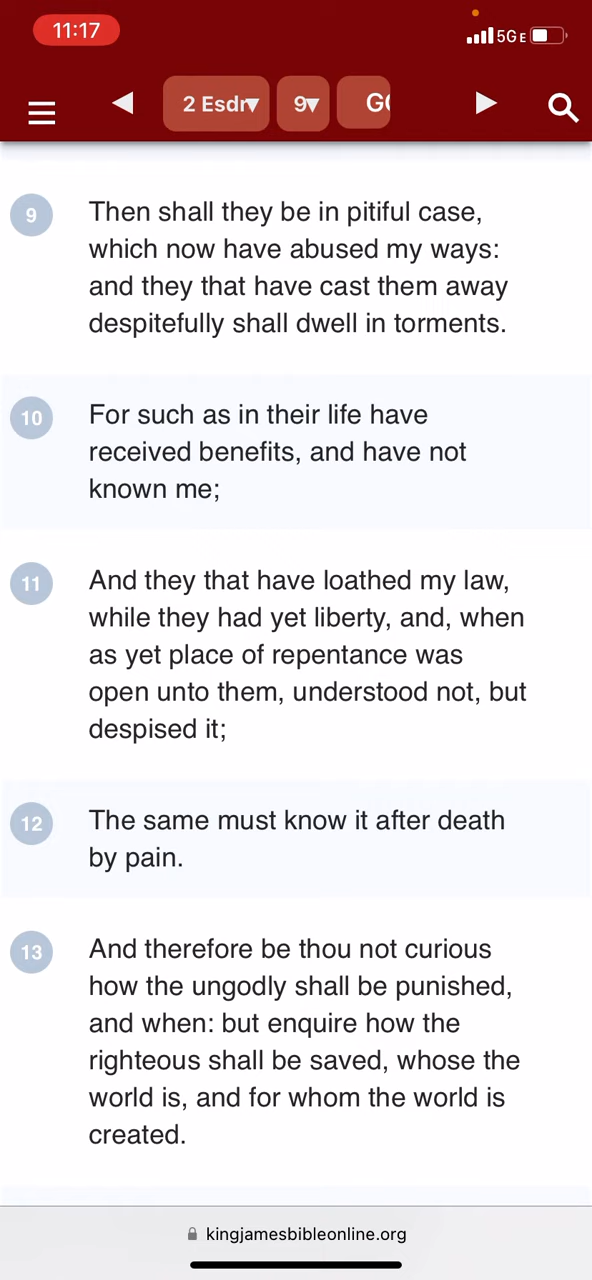 11:17
5GE
2 Esdr
9
GO
9
Then shall they be in pitiful case,
which now have abused my ways:
and they that have cast them away
despitefully shall dwell in torments.
10
For such as in their life have
received benefits, and have not
known me;
11
And they that have loathed my law,
while they had yet liberty, and, when
as yet place of repentance was
open unto them, understood not, but
despised it;
12
The same must know it after death
by pain.
13
And therefore be thou not curious
how the ungodly shall be punished,
and when: but enquire how the
righteous shall be saved, whose the
world is, and for whom the world is
created.
kingjamesbibleonline.org